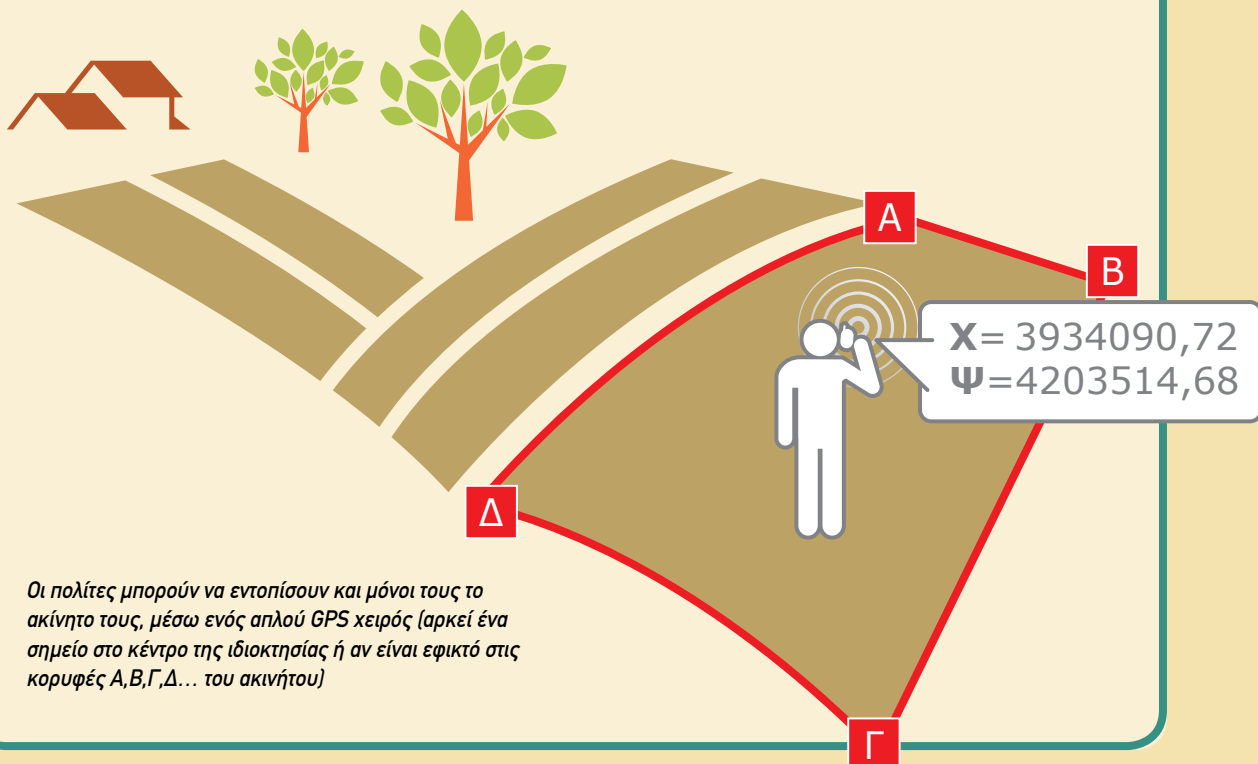 Α
Β
Χ= 3934090,72
Ψ=4203514,68
Δ
Οι πολίτες μπορούν να εντοπίσουν και μόνοι τους το
ακίνητο τους, μέσω ενός απλού GPS χειρός (αρκεί ένα
σημείο στο κέντρο της ιδιοκτησίας ή αν είναι εφικτό στις
κορυφές Α,Β,Γ,Δ... του ακινήτου)
Γ